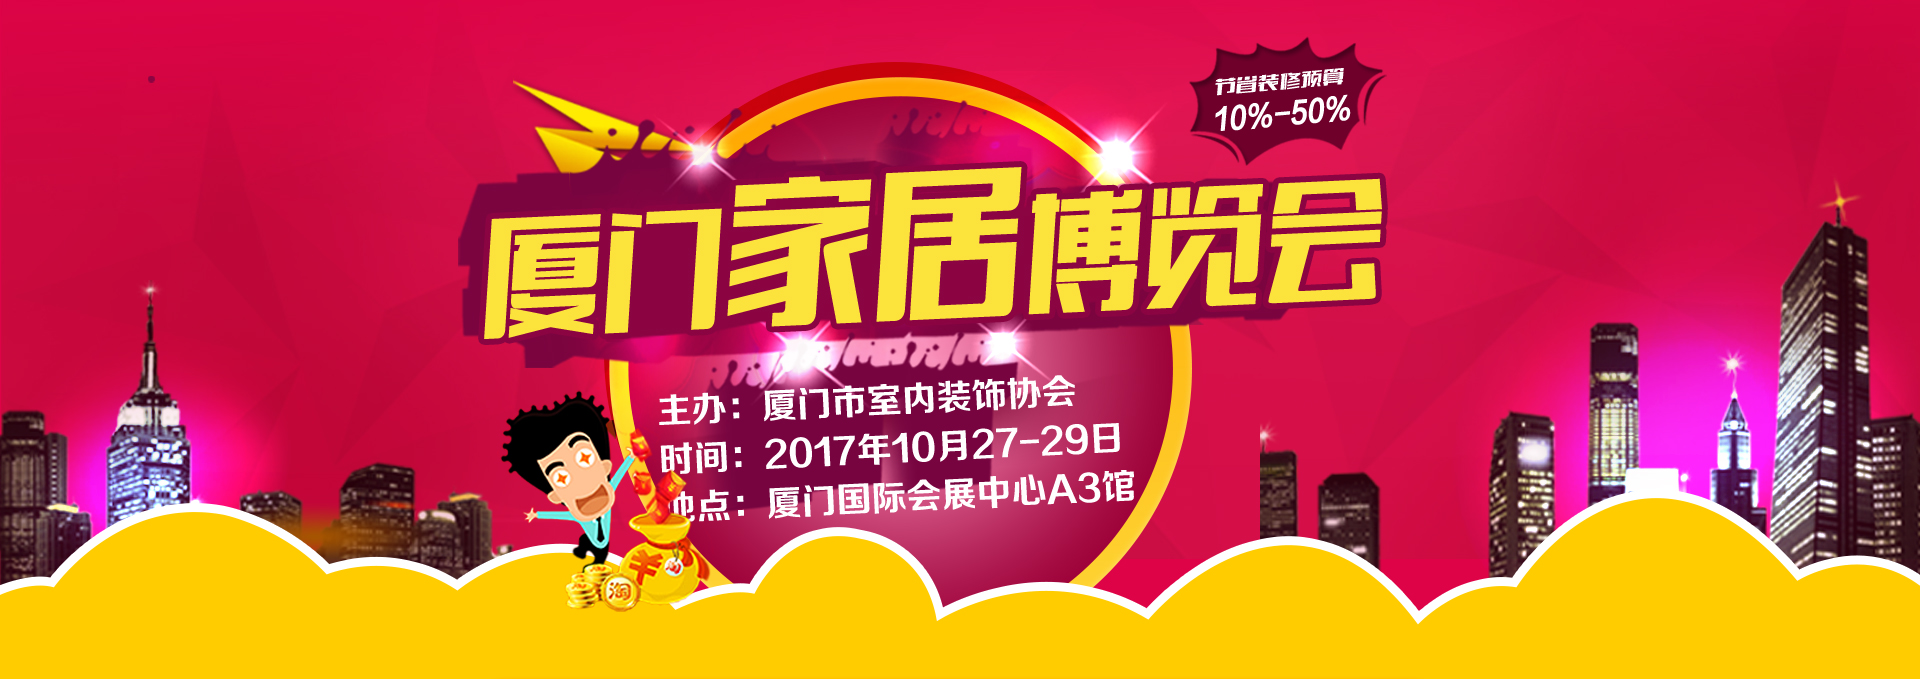 节省装修预算
10%-50%
厦门家居博览会
主办：厦门市室内装饰协会
时间：2017年10月27-29日
地点：厦门国际会展中心A3馆
淘